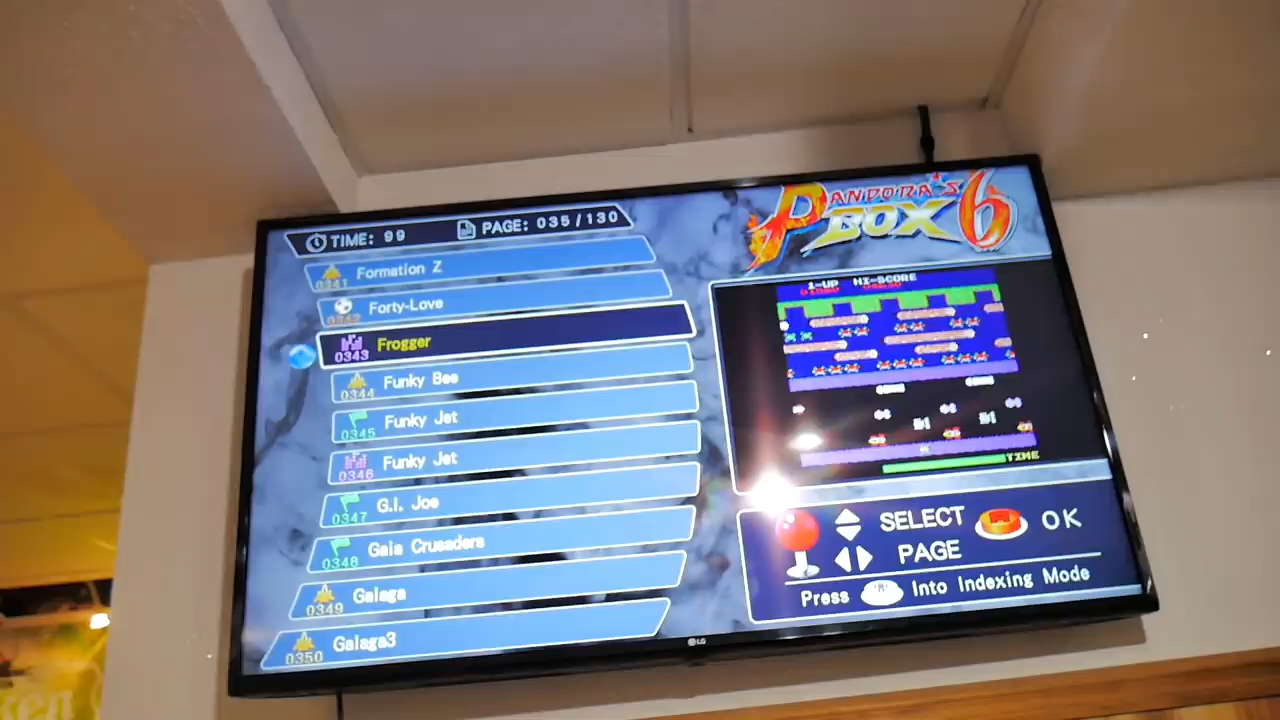 TIME: 99
PAGE: 035/130
PANDORA'S
BOX 6
0341 Formation Z
0342 Forty-Love
0343 Frogger
0344 Funky Bee
0345 Funky Jet
0346 Funky Jet
0347 G.I. Joe
0348 Gaia Crusaders
0349 Galaga
0350 Galaga3
1-UP HI-SCORE
TIME
SELECT
OK
PAGE
Press Into Indexing Mode
LG